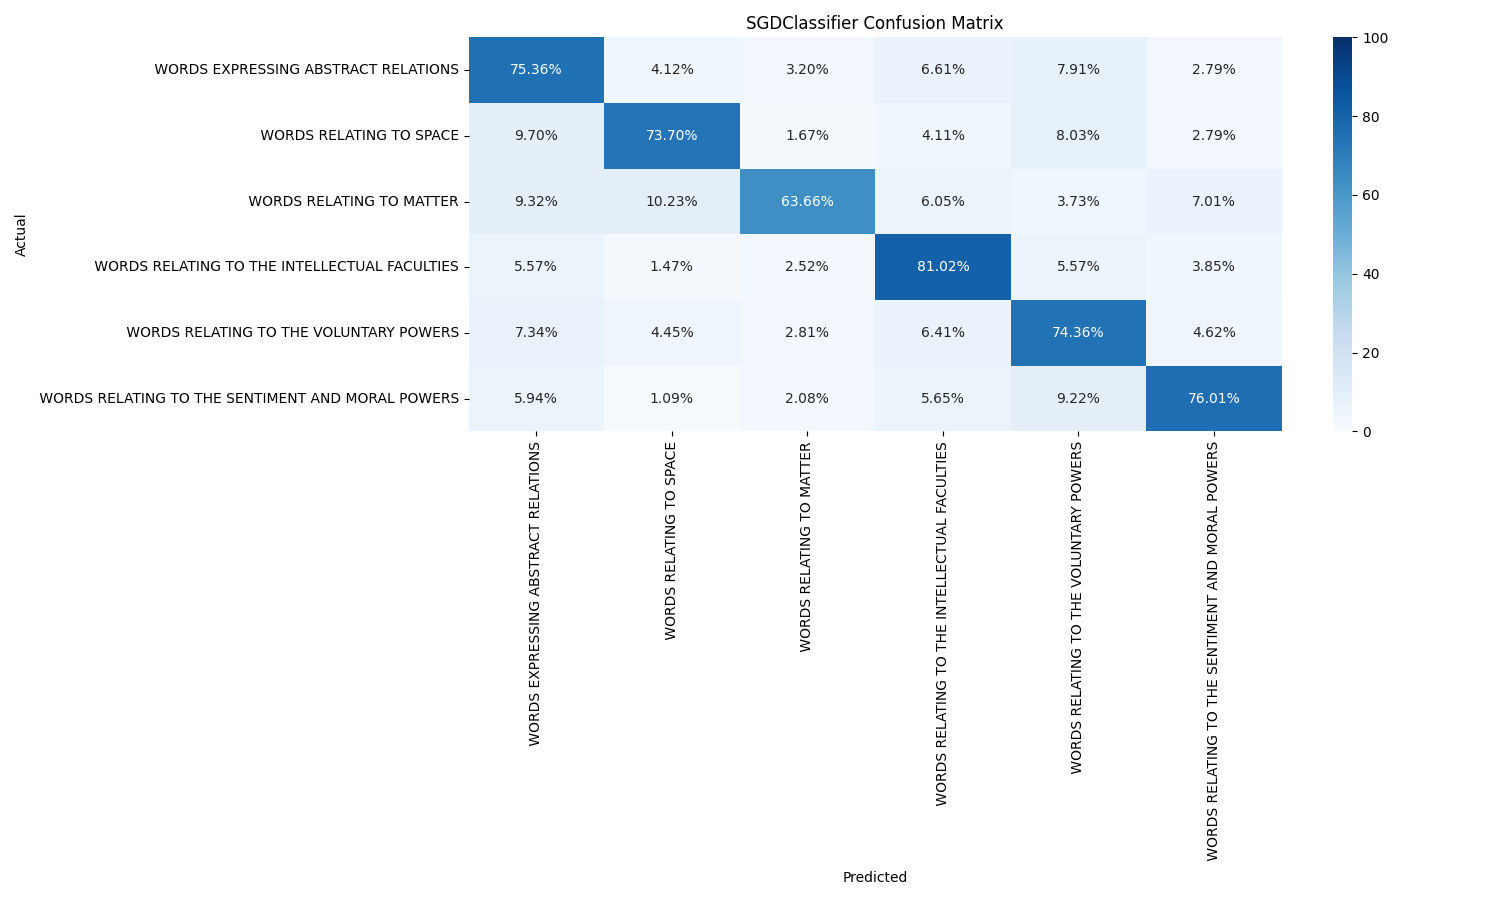 SGDClassifier Confusion Matrix
WORDS EXPRESSING ABSTRACT RELATIONS 75.36% 4.12% 3.20% 6.61% 7.91% 2.79%
WORDS RELATING TO SPACE 9.70% 73.70% 1.67% 4.11% 8.03% 2.79%
WORDS RELATING TO MATTER 9.32% 10.23% 63.66% 6.05% 3.73% 7.01%
WORDS RELATING TO THE INTELLECTUAL FACULTIES 5.57% 1.47% 2.52% 81.02% 5.57% 3.85%
WORDS RELATING TO THE VOLUNTARY POWERS 7.34% 4.45% 2.81% 6.41% 74.36% 4.62%
WORDS RELATING TO THE SENTIMENT AND MORAL POWERS 5.94% 1.09% 2.08% 5.65% 9.22% 76.01%
Actual
100
80
60
40
20
0
WORDS EXPRESSING ABSTRACT RELATIONS
WORDS RELATING TO SPACE
WORDS RELATING TO MATTER
WORDS RELATING TO THE INTELLECTUAL FACULTIES
WORDS RELATING TO THE VOLUNTARY POWERS
WORDS RELATING TO THE SENTIMENT AND MORAL POWERS
Predicted